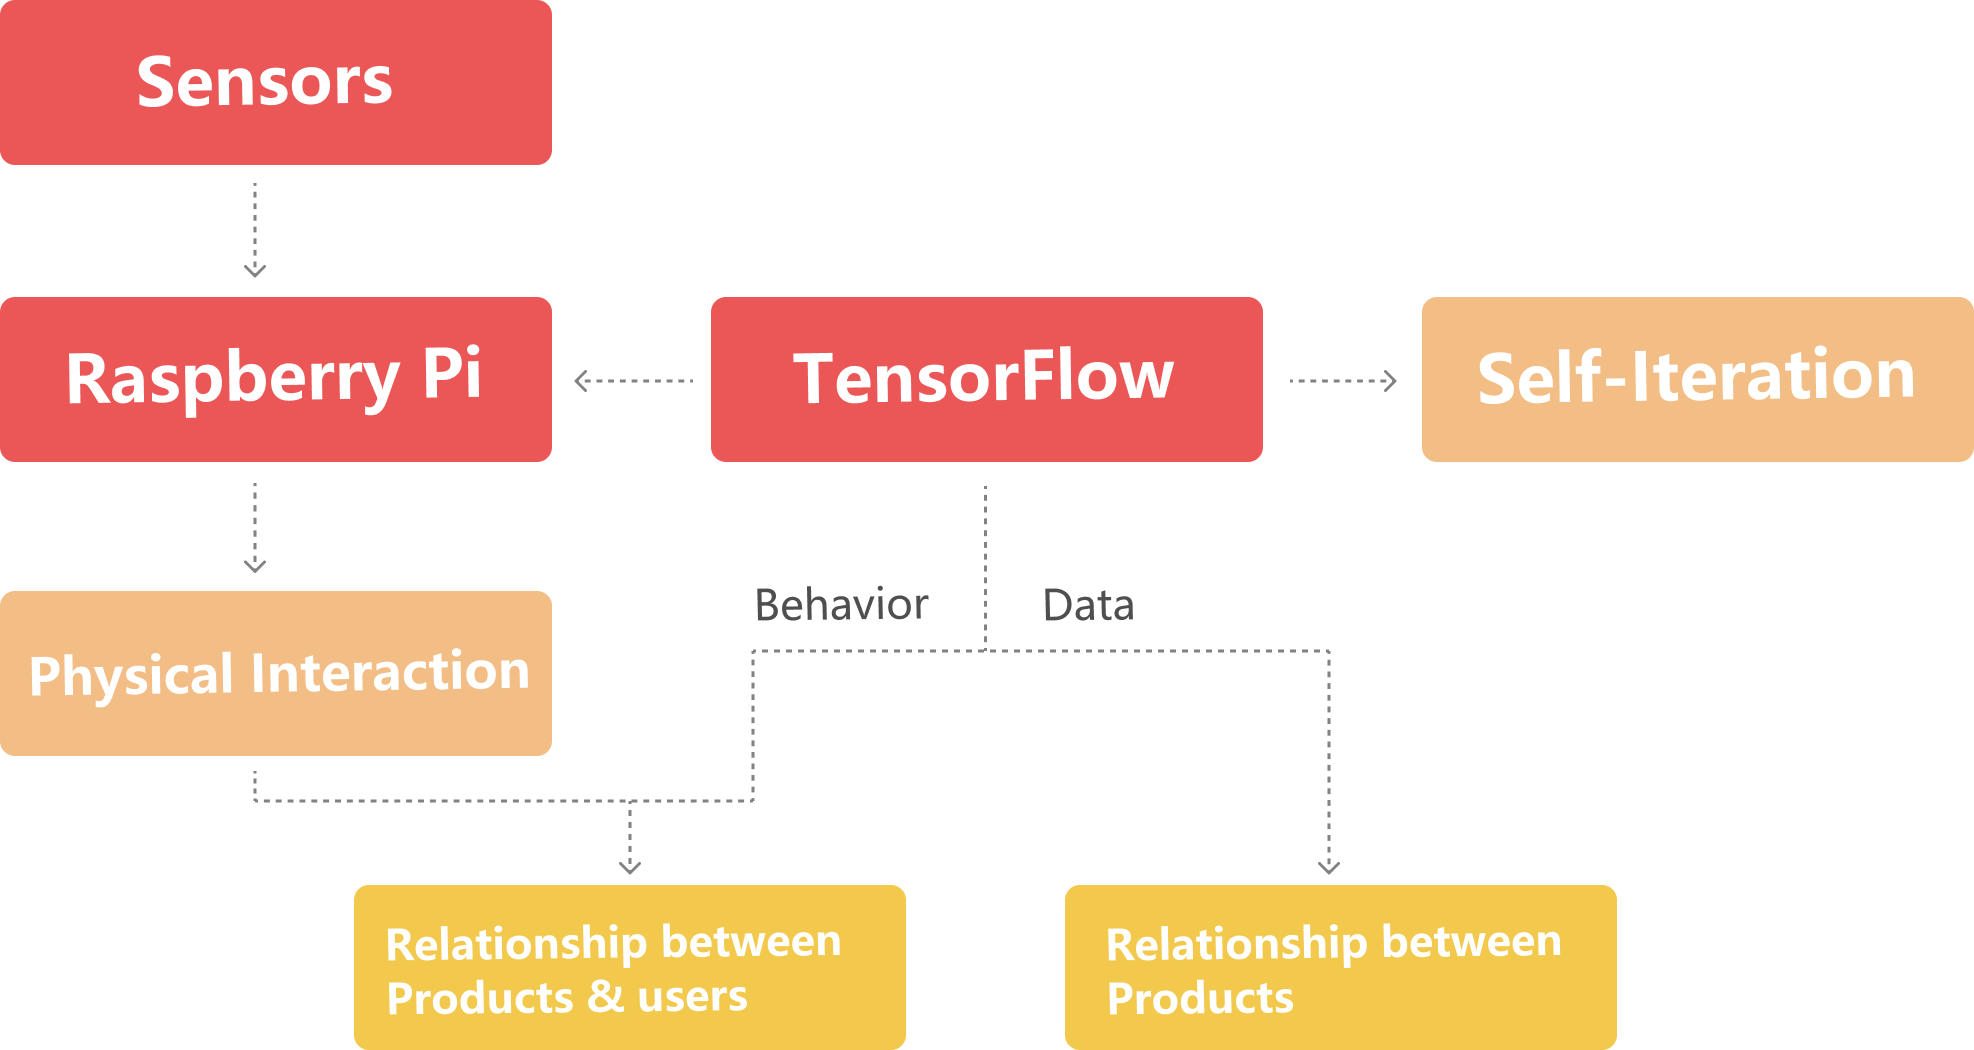 Sensors
Raspberry Pi
TensorFlow
Self-Iteration
Behavior
Data
Physical Interaction
Relationship between
Products & users
Relationship between
Products